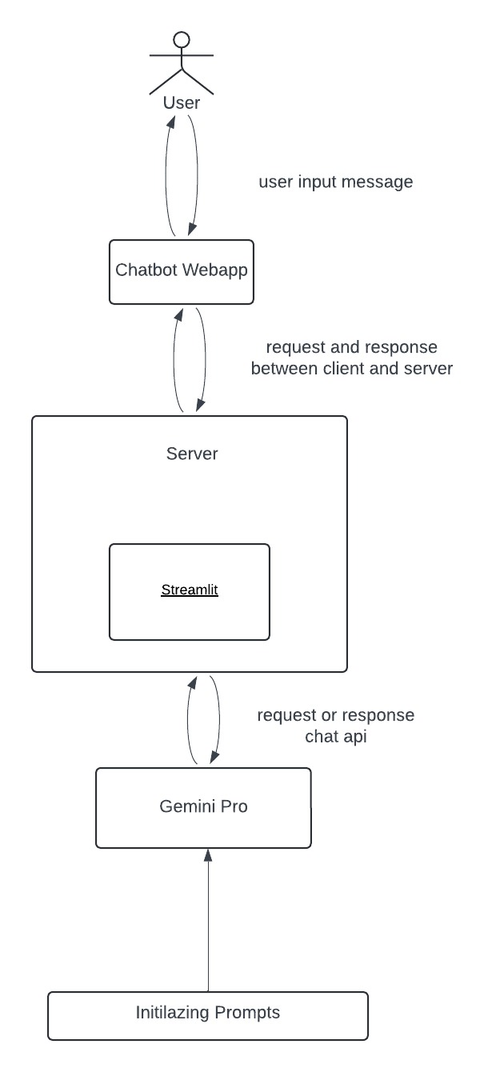 User
user input message
Chatbot Webapp
request and response
between client and server
Server
Streamlit
request or response
chat api
Gemini Pro
Initilazing Prompts